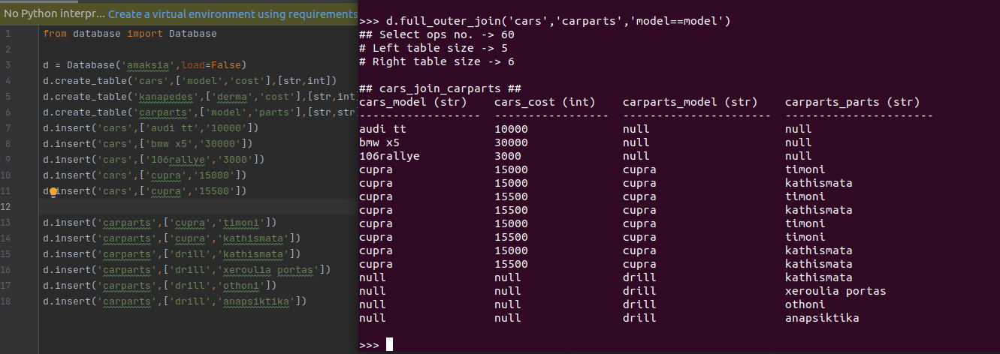 No Python interpr... Create a virtual environment using requirements
1 from database import Database
2
3 d = Database('amaksia',load=False)
4 d.create_table('cars',['model','cost'],[str,int])
5 d.create_table('kanapedes',['derma','cost'],[str,int
6 d.create_table('carparts',['model','parts'],[str,str
7 d.insert('cars',['audi tt','10000'])
8 d.insert('cars',['bmw x5','30000'])
9 d.insert('cars',['106rallye','3000'])
10 d.insert('cars',['cupra','15000'])
11 d.insert('cars',['cupra','15500'])
12
13 d.insert('carparts',['cupra','timoni'])
14 d.insert('carparts',['cupra','kathismata'])
15 d.insert('carparts',['drill','kathismata'])
16 d.insert('carparts',['drill','xeroulia portas'])
17 d.insert('carparts',['drill','othoni'])
18 d.insert('carparts',['drill','anapsiktika'])
>>> d.full_outer_join('cars','carparts','model==model')
## Select ops no. -> 60
# Left table size -> 5
# Right table size -> 6
## cars_join_carparts ##
cars_model (str) cars_cost (int) carparts_model (str) carparts_parts (str)
------------------ ----------------- ---------------------- ----------------------
audi tt 10000 null null
bmw x5 30000 null null
106rallye 3000 null null
cupra 15000 cupra timoni
cupra 15000 cupra kathismata
cupra 15500 cupra timoni
cupra 15500 cupra kathismata
cupra 15000 cupra timoni
cupra 15500 cupra timoni
cupra 15000 cupra kathismata
cupra 15500 cupra kathismata
null null drill kathismata
null null drill xeroulia portas
null null drill othoni
null null drill anapsiktika
>>>